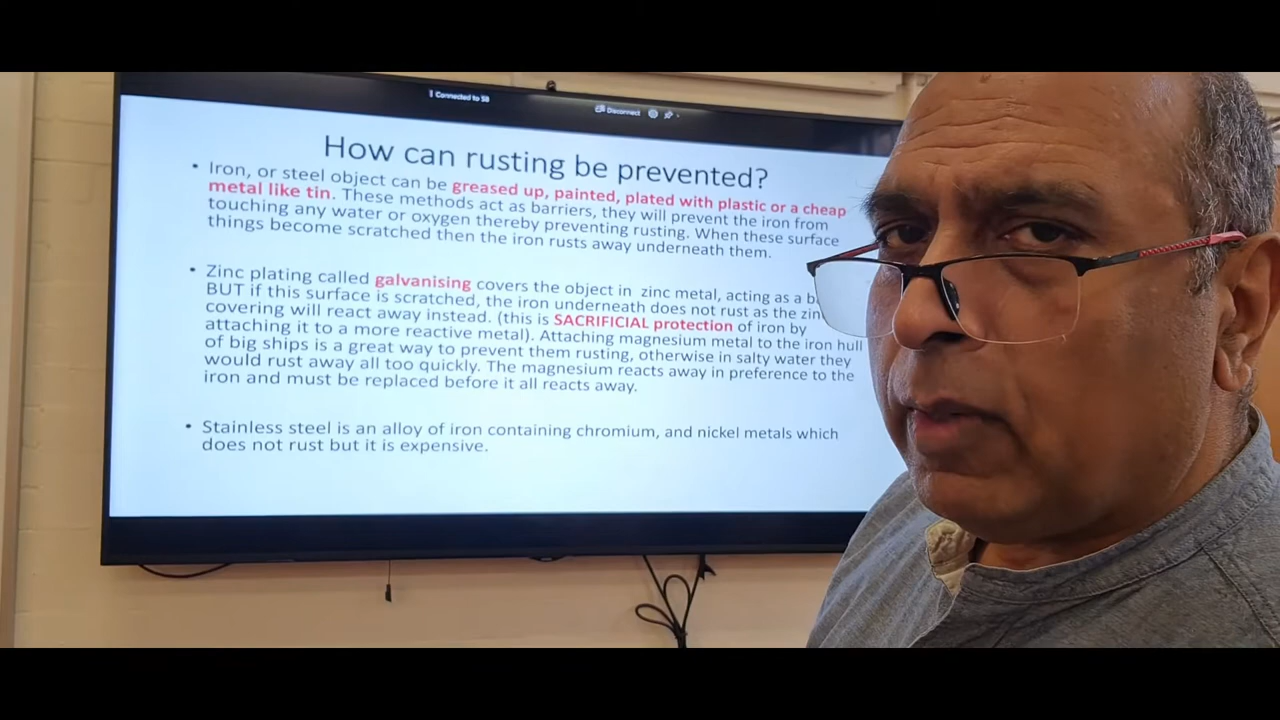 Connected to SB
Disconnect
How can rusting be prevented?
• Iron, or steel object can be greased up, painted, plated with plastic or a cheap
metal like tin. These methods act as barriers, they will prevent the iron from
touching any water or oxygen thereby preventing rusting. When these surface
things become scratched then the iron rusts away underneath them.
• Zinc plating called galvanising covers the object in zinc metal, acting as a
BUT if this surface is scratched, the iron underneath does not rust as the
covering will react away instead. (this is SACRIFICIAL protection of iron by
attaching it to a more reactive metal). Attaching magnesium metal to the iron hull
of big ships is a great way to prevent them rusting, otherwise in salty water they
would rust away all too quickly. The magnesium reacts away in preference to the
iron and must be replaced before it all reacts away.
• Stainless steel is an alloy of iron containing chromium, and nickel metals which
does not rust but it is expensive.